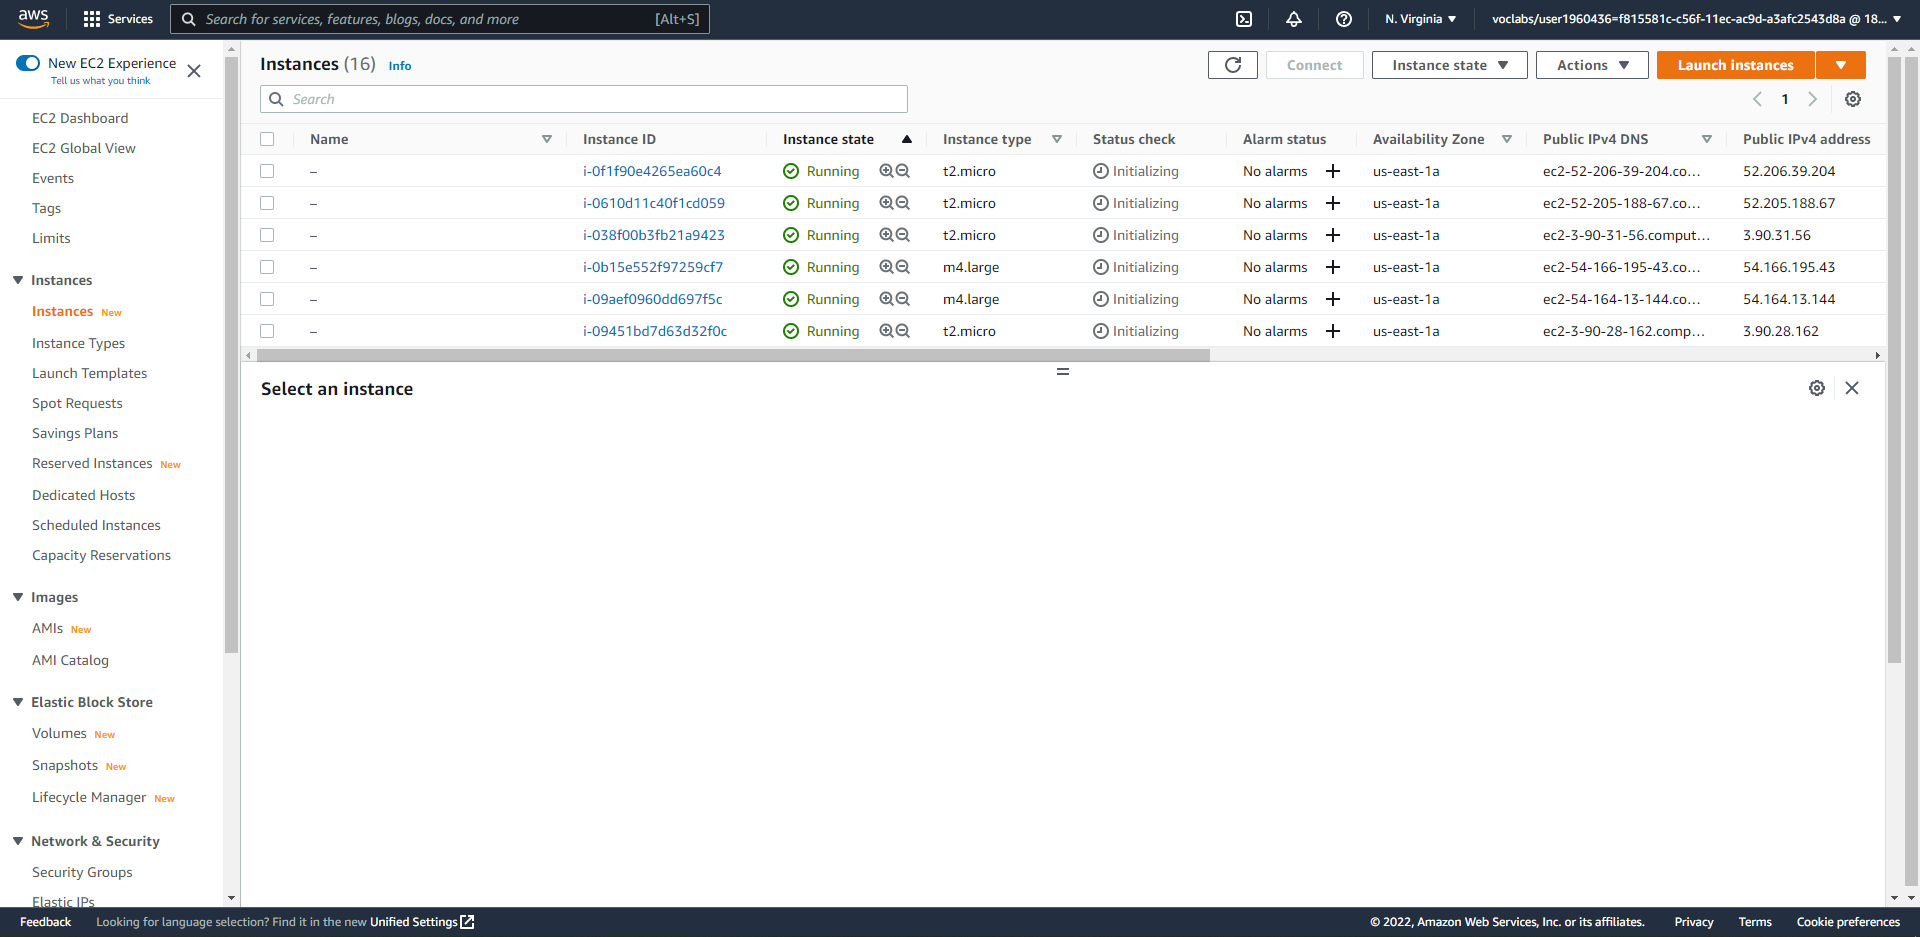 aws Services Search for services, features, blogs, docs, and more [Alt+S] N. Virginia voclabs/user1960436=f815581c-c56f-11ec-ac9d-a3afc2543d8a @ 18...
New EC2 Experience
Tell us what you think
EC2 Dashboard
EC2 Global View
Events
Tags
Limits
Instances
Instances New
Instance Types
Launch Templates
Spot Requests
Savings Plans
Reserved Instances New
Dedicated Hosts
Scheduled Instances
Capacity Reservations
Images
AMIs New
AMI Catalog
Elastic Block Store
Volumes New
Snapshots New
Lifecycle Manager New
Network & Security
Security Groups
Elastic IPs
Instances (16) Info Connect Instance state Actions Launch instances
Search 1
Name Instance ID Instance state Instance type Status check Alarm status Availability Zone Public IPv4 DNS Public IPv4 address
– i-0f1f90e4265ea60c4 Running t2.micro Initializing No alarms us-east-1a ec2-52-206-39-204.co... 52.206.39.204
– i-0610d11c40f1cd059 Running t2.micro Initializing No alarms us-east-1a ec2-52-205-188-67.co... 52.205.188.67
– i-038f00b3fb21a9423 Running t2.micro Initializing No alarms us-east-1a ec2-3-90-31-56.comput... 3.90.31.56
– i-0b15e552f97259cf7 Running m4.large Initializing No alarms us-east-1a ec2-54-166-195-43.co... 54.166.195.43
– i-09aef0960dd697f5c Running m4.large Initializing No alarms us-east-1a ec2-54-164-13-144.co... 54.164.13.144
– i-09451bd7d63d32f0c Running t2.micro Initializing No alarms us-east-1a ec2-3-90-28-162.comp... 3.90.28.162
Select an instance
Feedback Looking for language selection? Find it in the new Unified Settings © 2022, Amazon Web Services, Inc. or its affiliates. Privacy Terms Cookie preferences